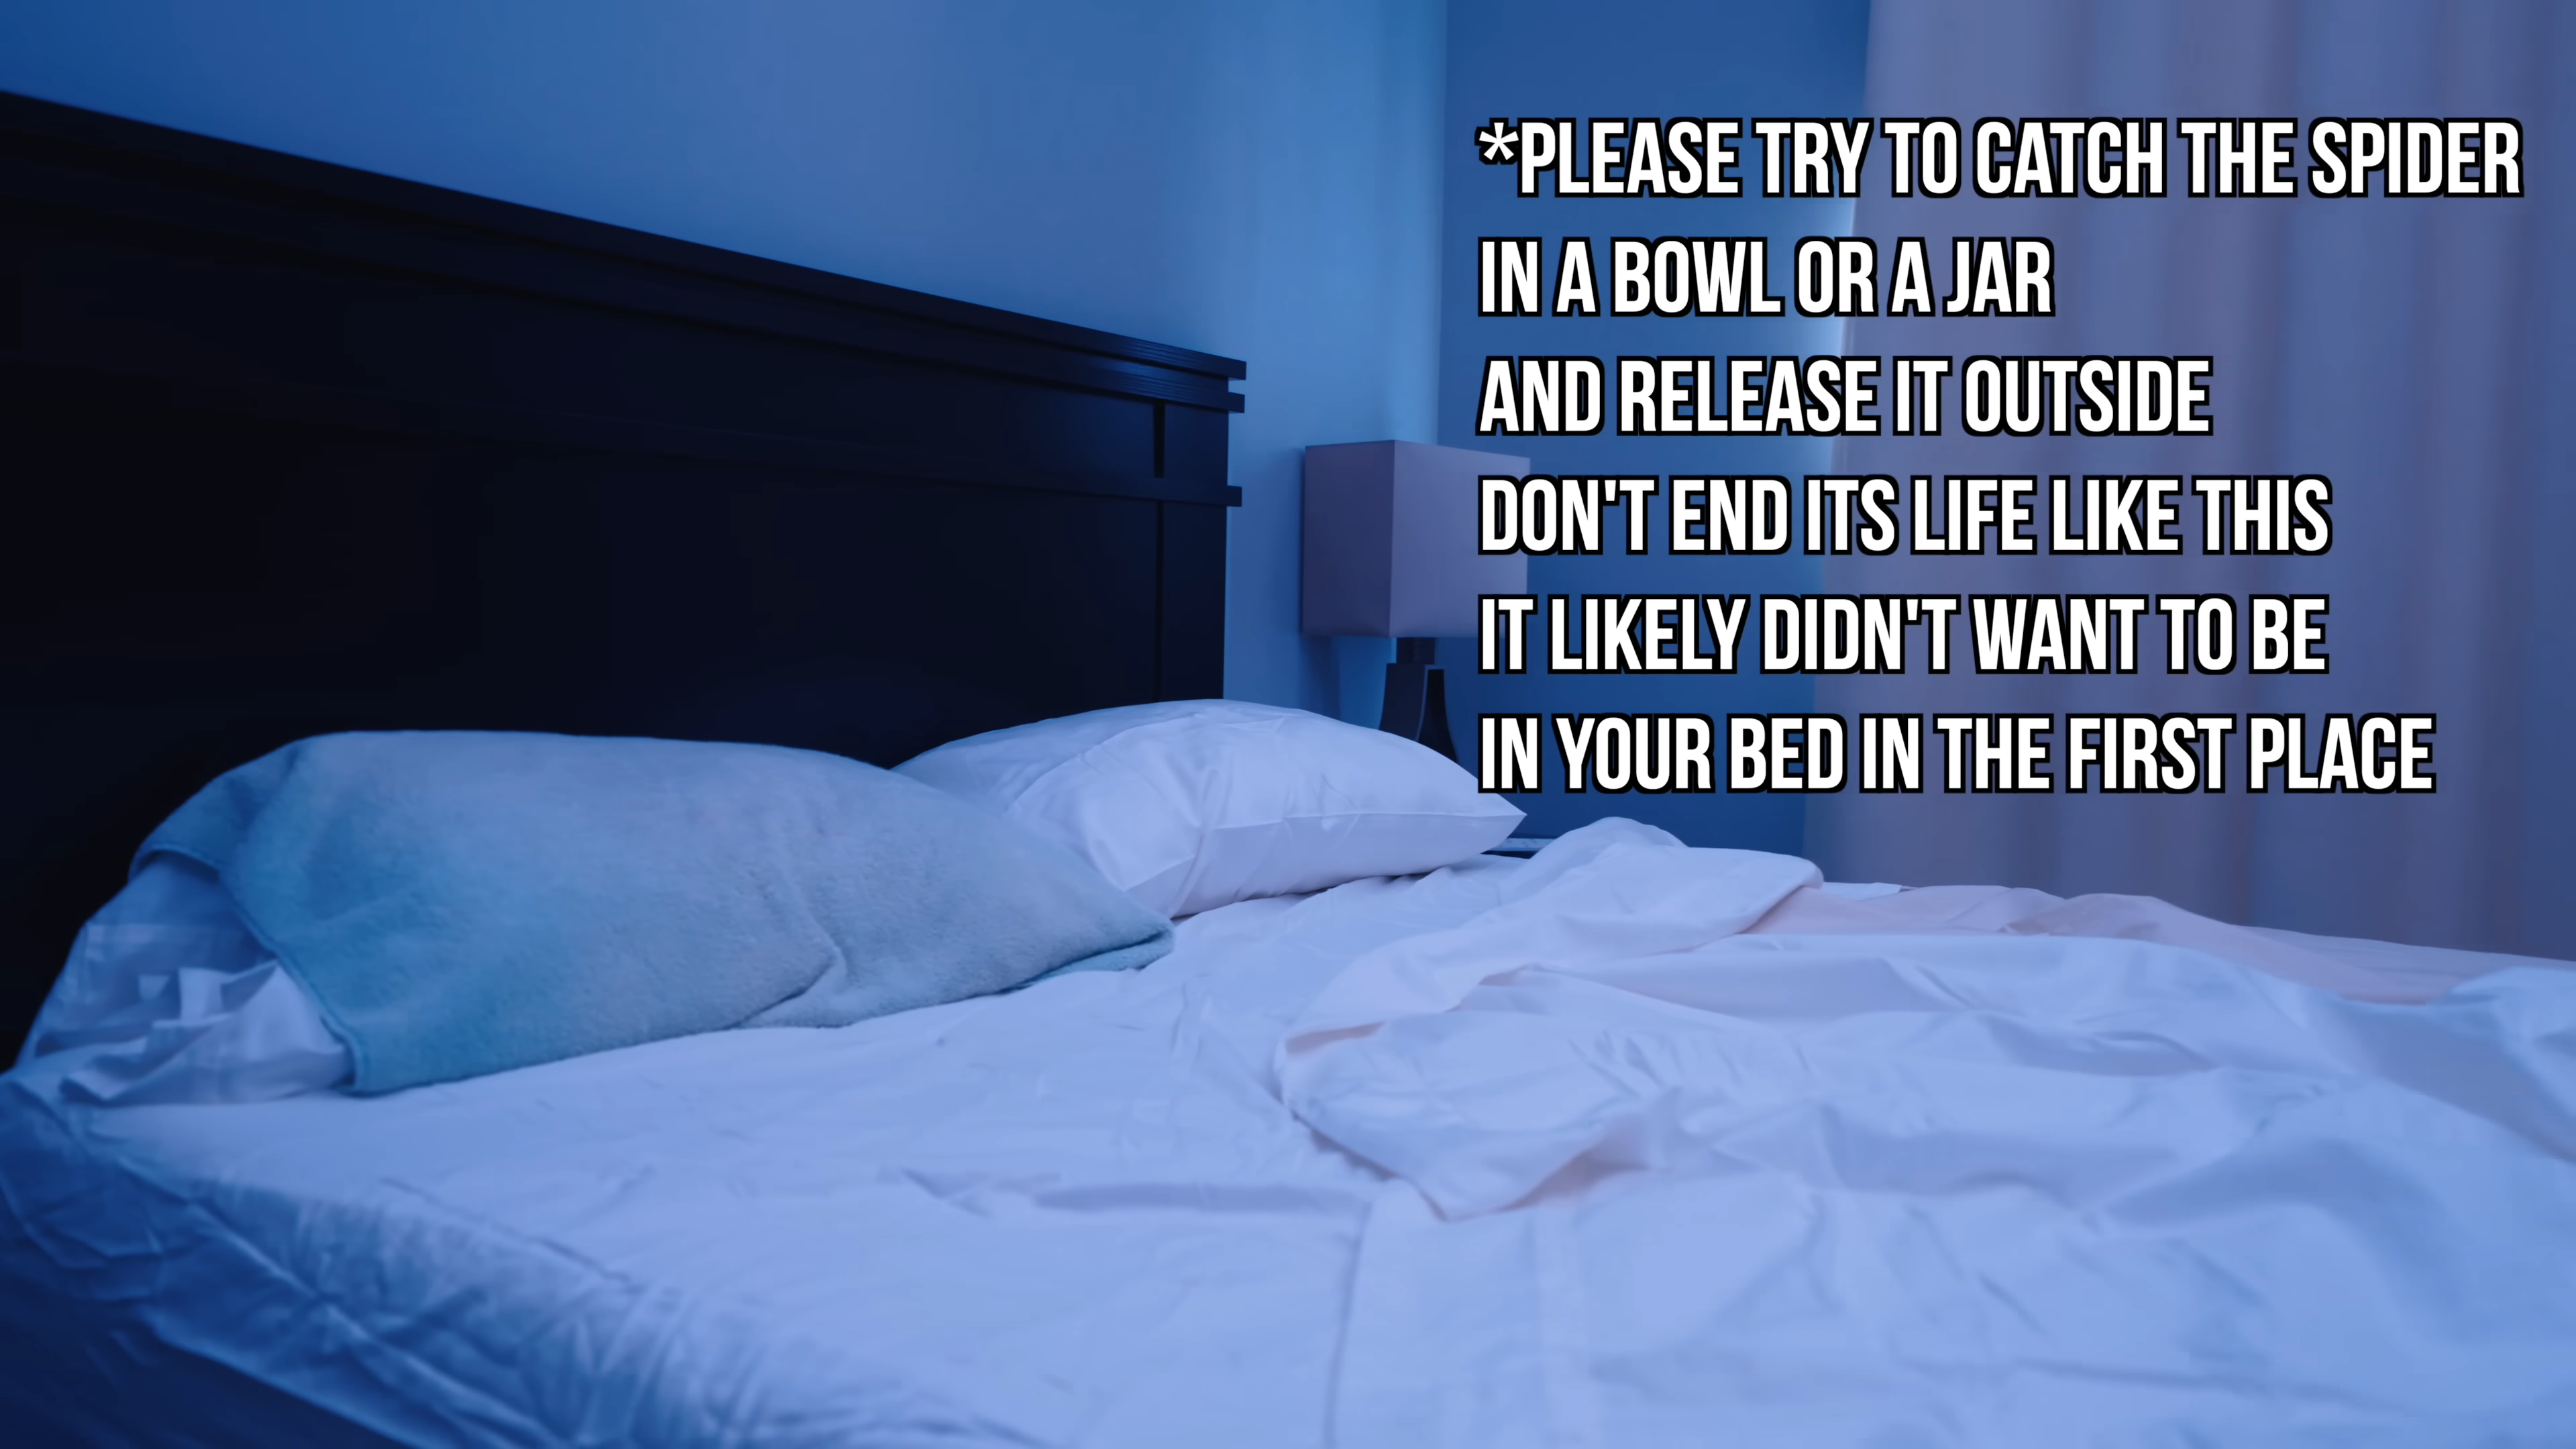 *PLEASE TRY TO CATCH THE SPIDER
IN A BOWL OR A JAR
AND RELEASE IT OUTSIDE
DON'T END ITS LIFE LIKE THIS
IT LIKELY DIDN'T WANT TO BE
IN YOUR BED IN THE FIRST PLACE